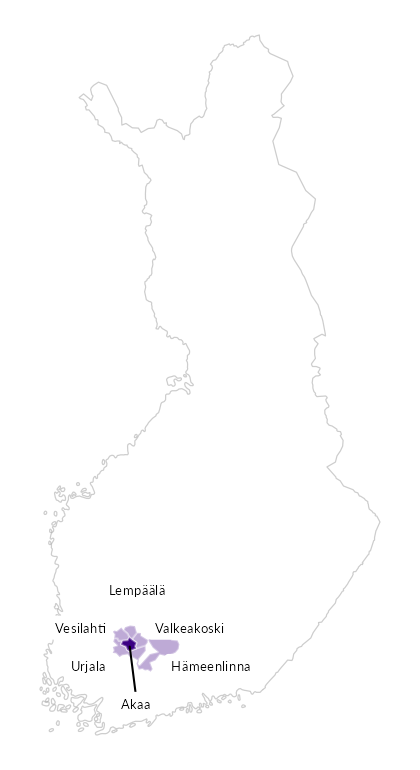 Lempäälä
Vesilahti
Valkeakoski
Urjala
Hämeenlinna
Akaa